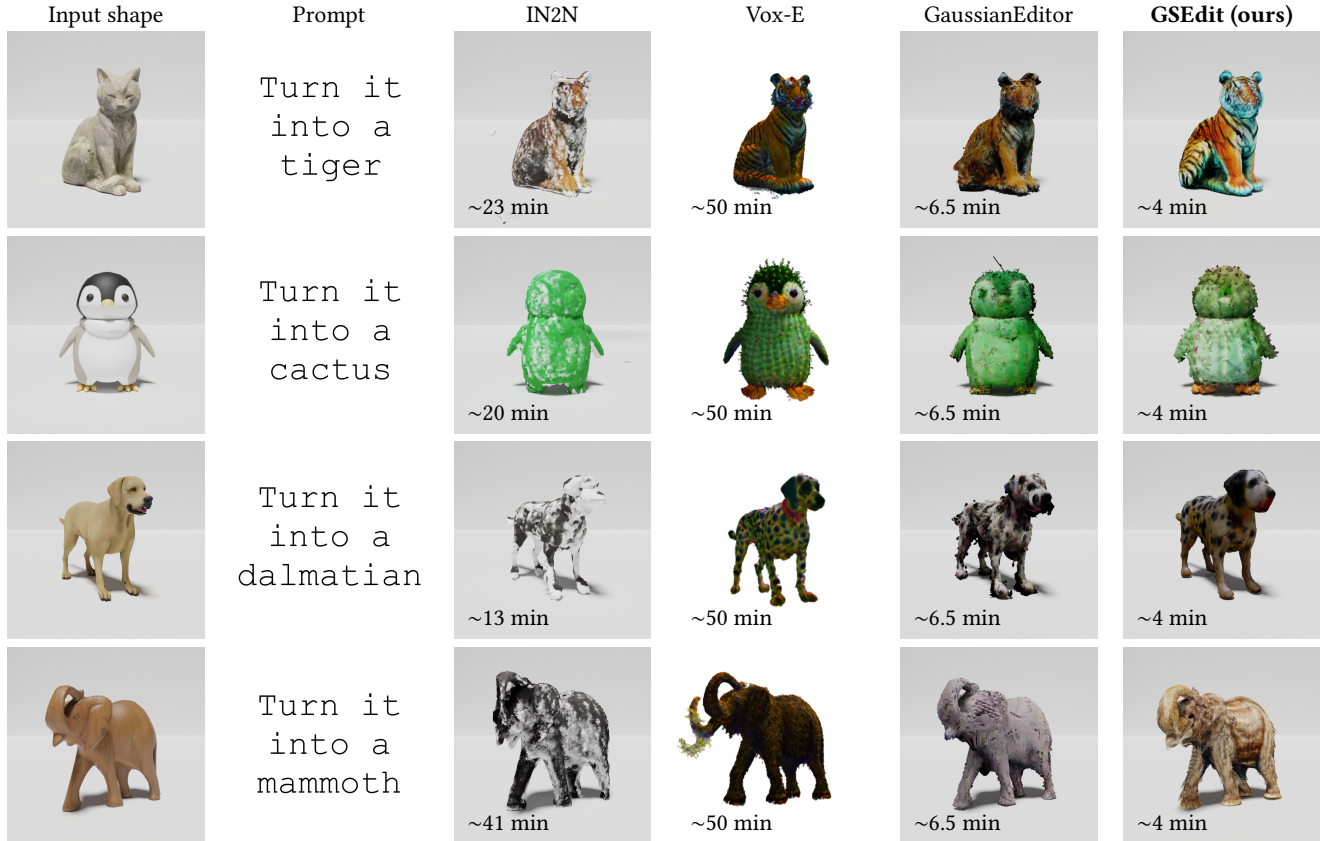 Input shape Prompt IN2N Vox-E GaussianEditor GSEdit (ours)
Turn it
into a
tiger
~23 min ~50 min ~6.5 min ~4 min
Turn it
into a
cactus
~20 min ~50 min ~6.5 min ~4 min
Turn it
into a
dalmatian
~13 min ~50 min ~6.5 min ~4 min
Turn it
into a
mammoth
~41 min ~50 min ~6.5 min ~4 min